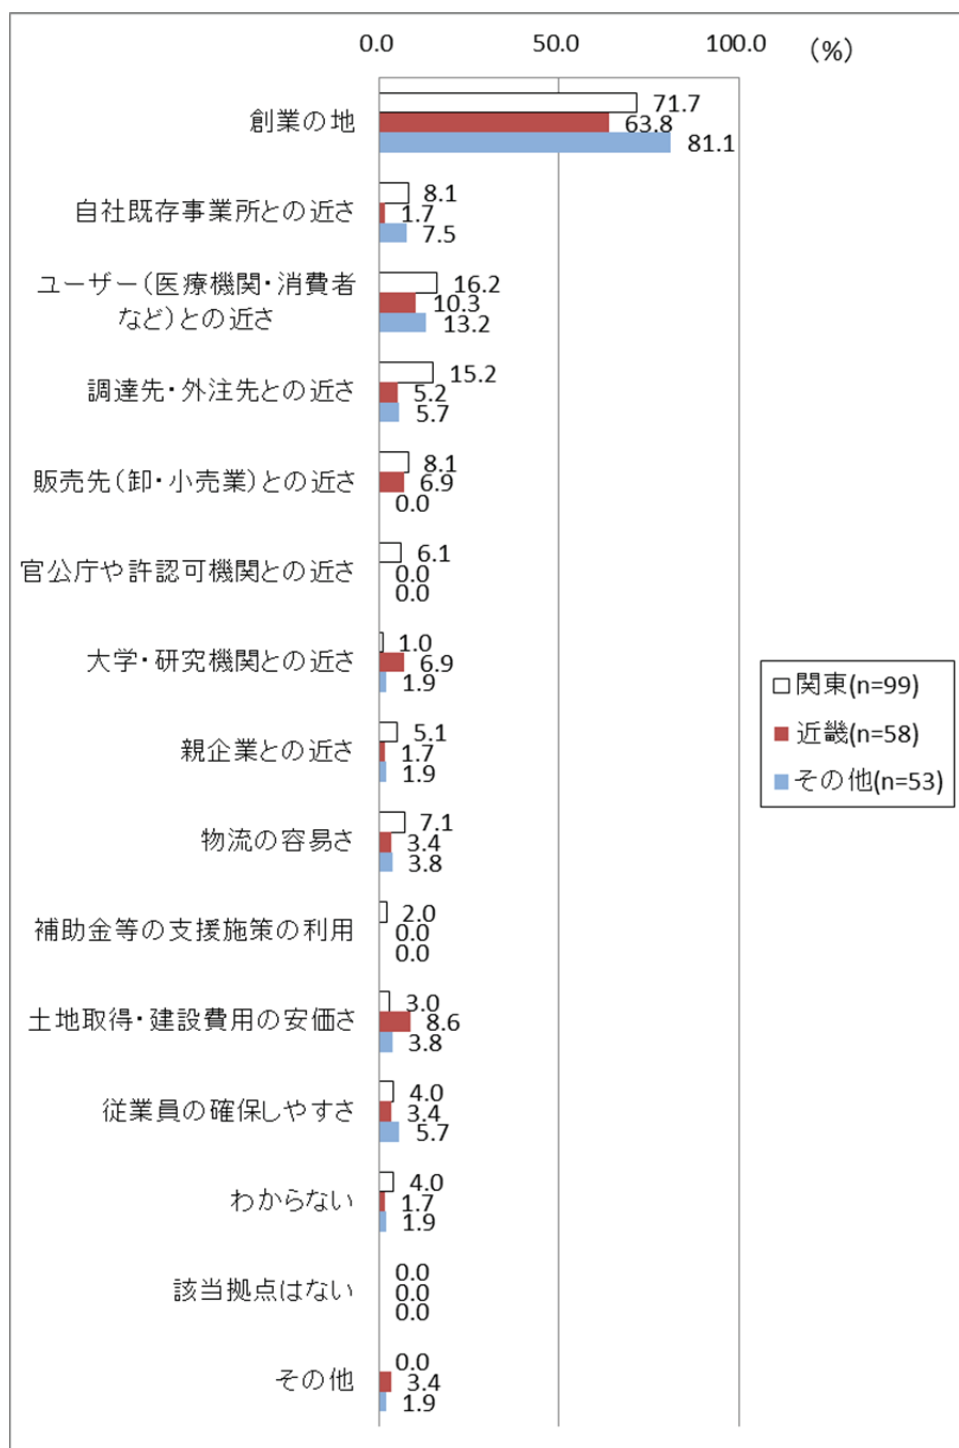 0.0 50.0 100.0 (%)
創業の地
71.7
63.8
81.1
自社既存事業所との近さ
8.1
1.7
7.5
ユーザー(医療機関・消費者
など)との近さ
16.2
10.3
13.2
調達先・外注先との近さ
15.2
5.2
5.7
販売先(卸・小売業)との近さ
8.1
6.9
0.0
官公庁や許認可機関との近さ
6.1
0.0
0.0
大学・研究機関との近さ
1.0
6.9
1.9
親企業との近さ
5.1
1.7
1.9
物流の容易さ
7.1
3.4
3.8
補助金等の支援施策の利用
2.0
0.0
0.0
土地取得・建設費用の安価さ
3.0
8.6
3.8
従業員の確保しやすさ
4.0
3.4
5.7
わからない
4.0
1.7
1.9
該当拠点はない
0.0
0.0
0.0
その他
0.0
3.4
1.9
関東(n=99)
近畿(n=58)
その他(n=53)